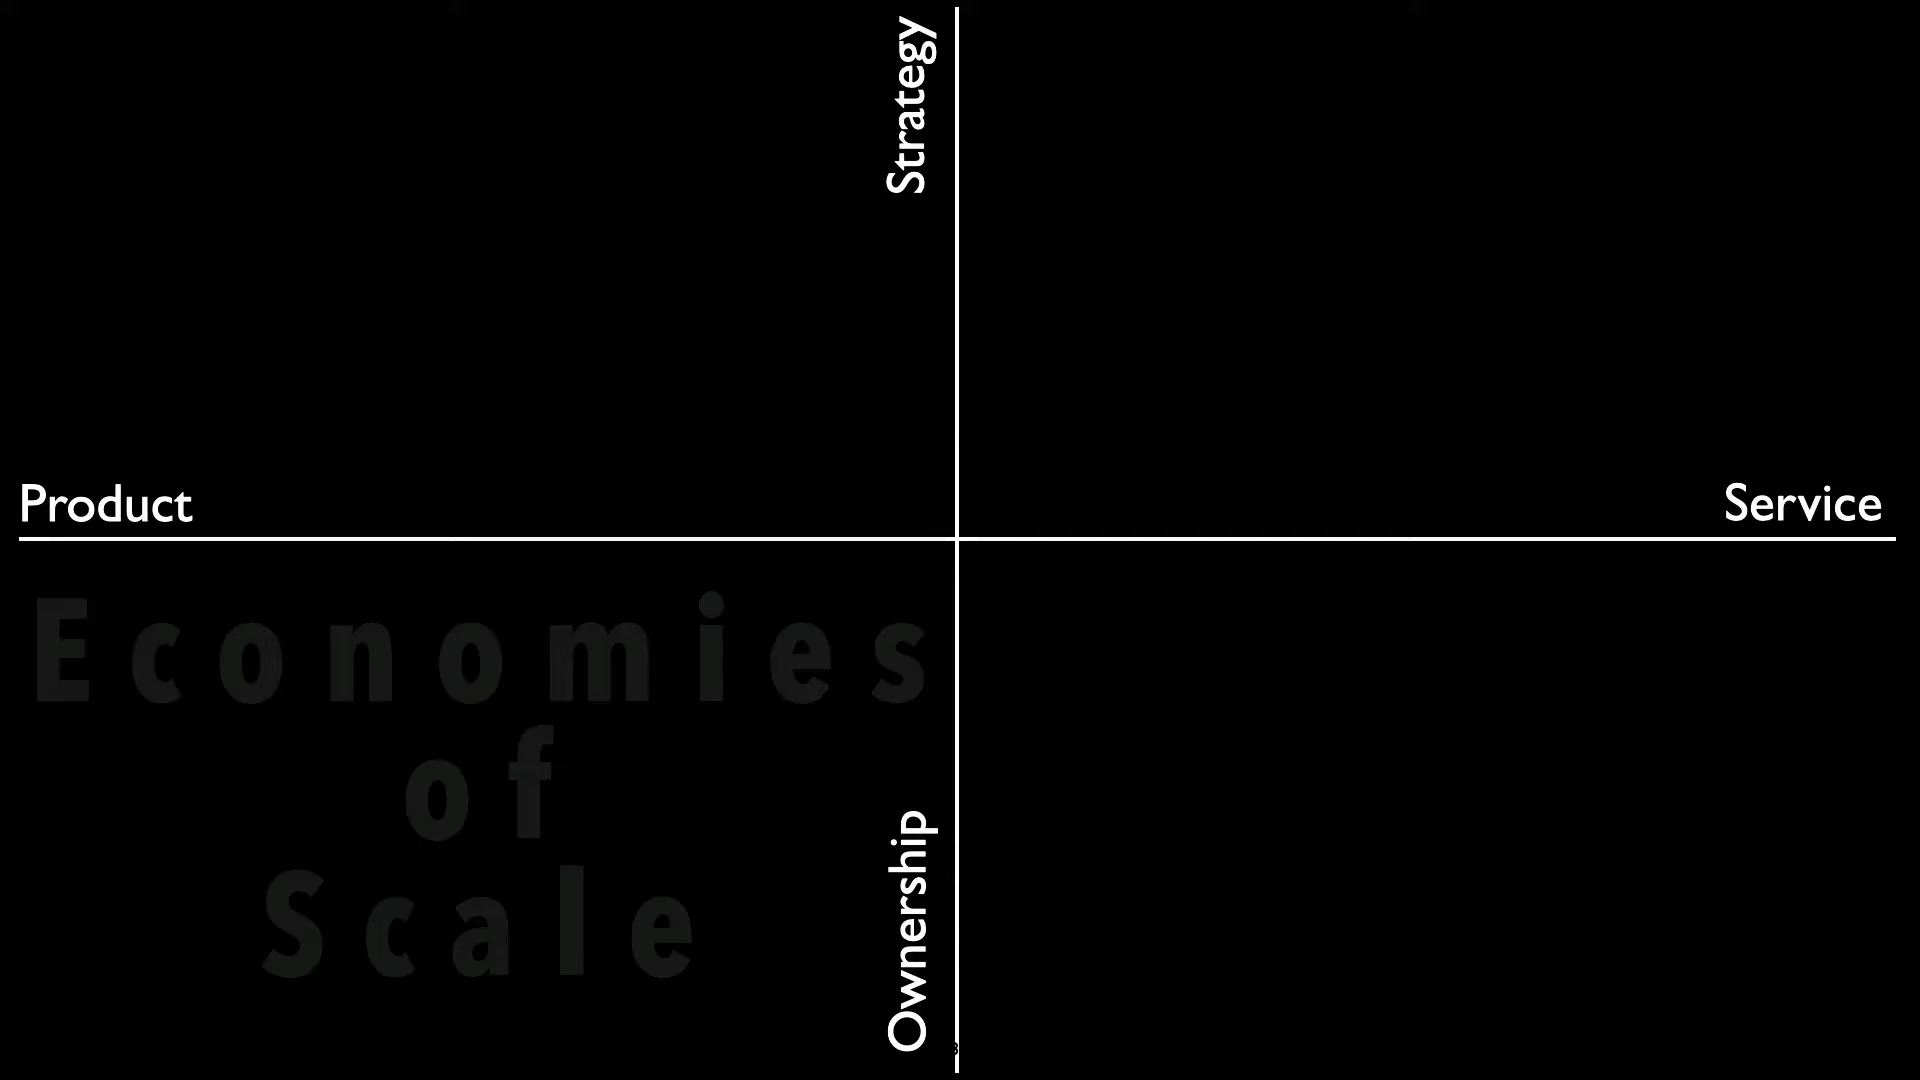 Strategy
Product
Service
Economies
of
Scale
Ownership